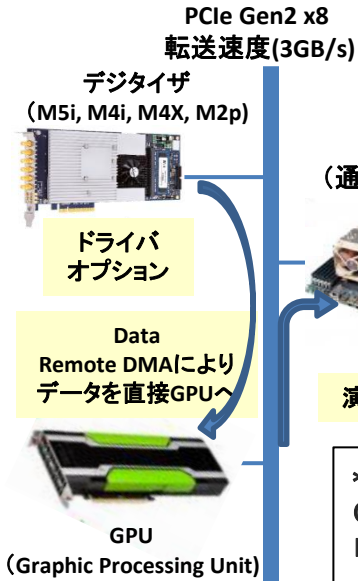 PCIe Gen2 x8
転送速度(3GB/s)
デジタイザ
（M5i, M4i, M4X, M2p)
ドライバ
オプション
Data
Remote DMAにより
データを直接GPUへ
GPU
（Graphic Processing Unit)
（通
演
*